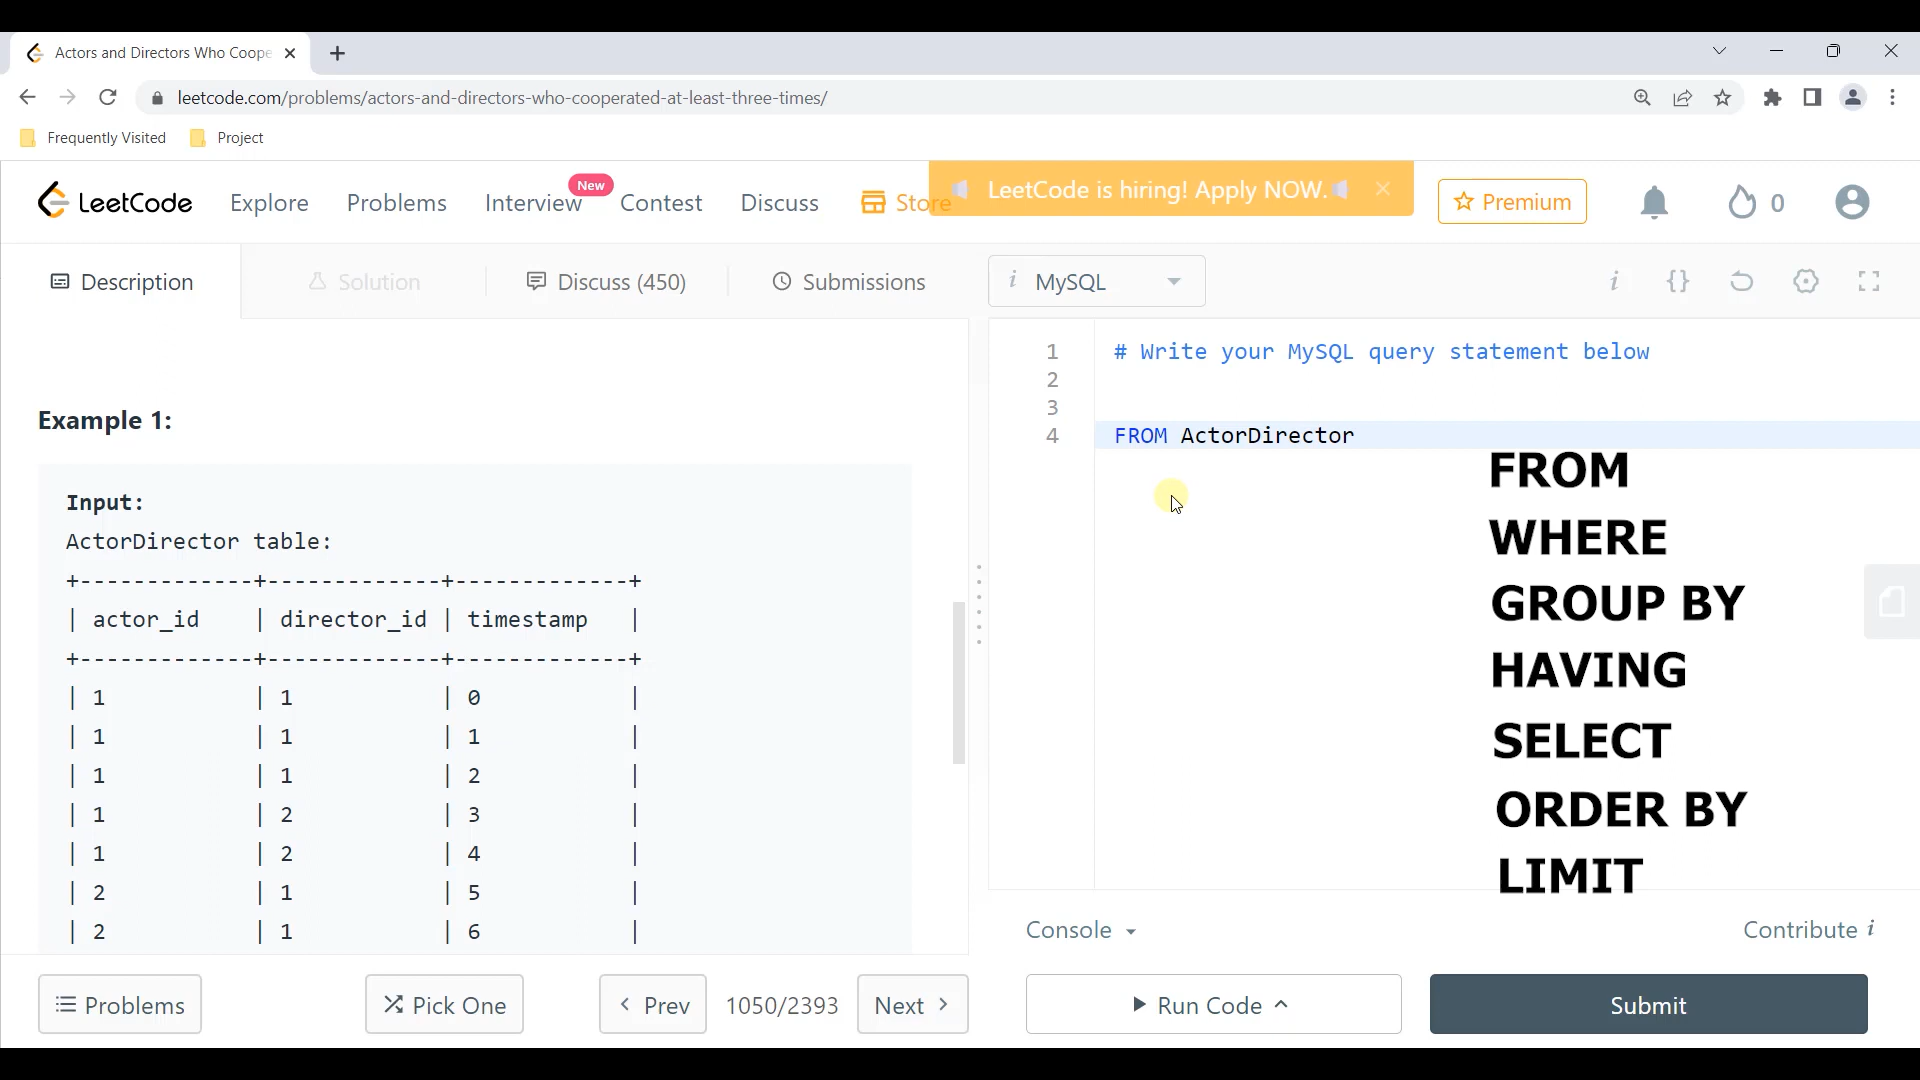 Actors and Directors Who Coope
leetcode.com/problems/actors-and-directors-who-cooperated-at-least-three-times/
Frequently Visited Project
LeetCode Explore Problems Interview New Contest Discuss Store LeetCode is hiring! Apply NOW. Premium 0
Description Solution Discuss (450) Submissions i MySQL i {}
Example 1:
Input:
ActorDirector table:
+-------------+-------------+-------------+
| actor_id | director_id | timestamp |
+-------------+-------------+-------------+
| 1 | 1 | 0 |
| 1 | 1 | 1 |
| 1 | 1 | 2 |
| 1 | 2 | 3 |
| 1 | 2 | 4 |
| 2 | 1 | 5 |
| 2 | 1 | 6 |
1 # Write your MySQL query statement below
2
3
4 FROM ActorDirector
FROM
WHERE
GROUP BY
HAVING
SELECT
ORDER BY
LIMIT
Console Contribute i
Problems Pick One Prev 1050/2393 Next Run Code Submit